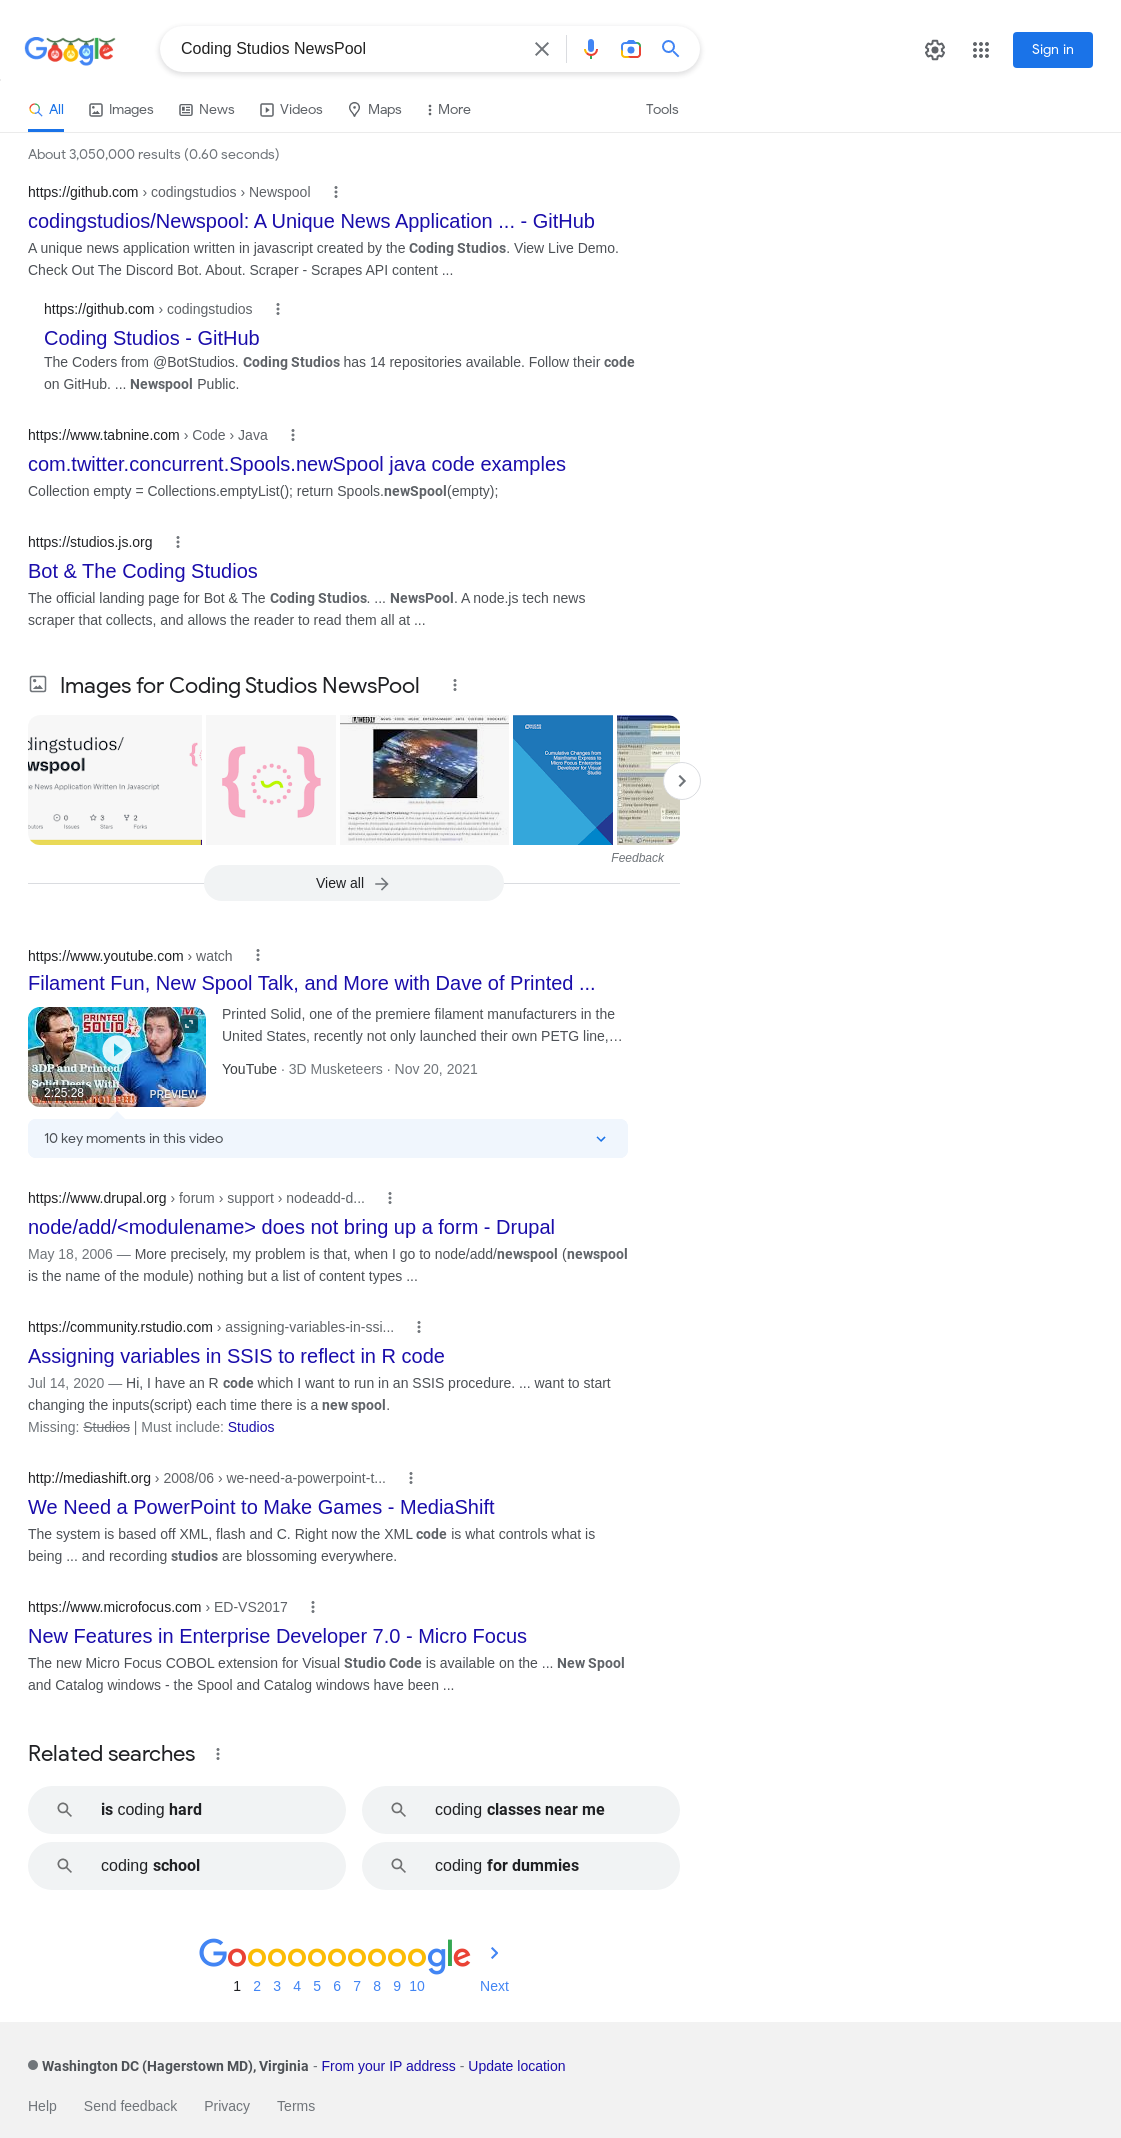 Google
Coding Studios NewsPool
Sign in
All
Images
News
Videos
Maps
More
Tools
About 3,050,000 results (0.60 seconds)
https://github.com › codingstudios › Newspool
codingstudios/Newspool: A Unique News Application ... - GitHub
A unique news application written in javascript created by the Coding Studios. View Live Demo.
Check Out The Discord Bot. About. Scraper - Scrapes API content ...
https://github.com › codingstudios
Coding Studios - GitHub
The Coders from @BotStudios. Coding Studios has 14 repositories available. Follow their code
on GitHub. ... Newspool Public.
https://www.tabnine.com › Code › Java
com.twitter.concurrent.Spools.newSpool java code examples
Collection empty = Collections.emptyList(); return Spools.newSpool(empty);
https://studios.js.org
Bot & The Coding Studios
The official landing page for Bot & The Coding Studios. ... NewsPool. A node.js tech news
scraper that collects, and allows the reader to read them all at ...
Images for Coding Studios NewsPool
dingstudios/
wspool
e News Application Written In Javascript
0
3
2
Issues
Stars
Forks
WEEKLY
Cumulative Changes from
Mainframe Express to
Micro Focus Enterprise
Developer for Visual
Studio
Feedback
View all
https://www.youtube.com › watch
Filament Fun, New Spool Talk, and More with Dave of Printed ...
PRINTED
SOLID
3DP and Printed
Solid Deets With
2:25:28
PREVIEW
Printed Solid, one of the premiere filament manufacturers in the
United States, recently not only launched their own PETG line,…
YouTube · 3D Musketeers · Nov 20, 2021
10 key moments in this video
https://www.drupal.org › forum › support › nodeadd-d...
node/add/<modulename> does not bring up a form - Drupal
May 18, 2006 — More precisely, my problem is that, when I go to node/add/newspool (newspool
is the name of the module) nothing but a list of content types ...
https://community.rstudio.com › assigning-variables-in-ssi...
Assigning variables in SSIS to reflect in R code
Jul 14, 2020 — Hi, I have an R code which I want to run in an SSIS procedure. ... want to start
changing the inputs(script) each time there is a new spool.
Missing: Studios | Must include: Studios
http://mediashift.org › 2008/06 › we-need-a-powerpoint-t...
We Need a PowerPoint to Make Games - MediaShift
The system is based off XML, flash and C. Right now the XML code is what controls what is
being ... and recording studios are blossoming everywhere.
https://www.microfocus.com › ED-VS2017
New Features in Enterprise Developer 7.0 - Micro Focus
The new Micro Focus COBOL extension for Visual Studio Code is available on the ... New Spool
and Catalog windows - the Spool and Catalog windows have been ...
Related searches
is coding hard
coding classes near me
coding school
coding for dummies
Goooooooooogle
1 2 3 4 5 6 7 8 9 10 Next
Washington DC (Hagerstown MD), Virginia - From your IP address - Update location
Help Send feedback Privacy Terms